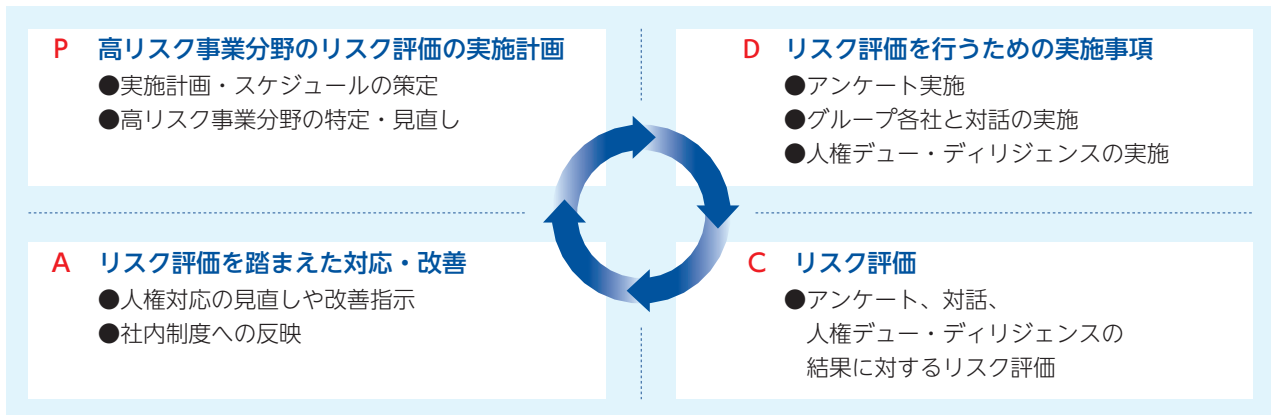 P 高リスク事業分野のリスク評価の実施計画
●実施計画・スケジュールの策定
●高リスク事業分野の特定・見直し
D リスク評価を行うための実施事項
●アンケート実施
●グループ各社と対話の実施
●人権デュー・ディリジェンスの実施
A リスク評価を踏まえた対応・改善
●人権対応の見直しや改善指示
●社内制度への反映
C リスク評価
●アンケート、対話、
人権デュー・ディリジェンスの
結果に対するリスク評価